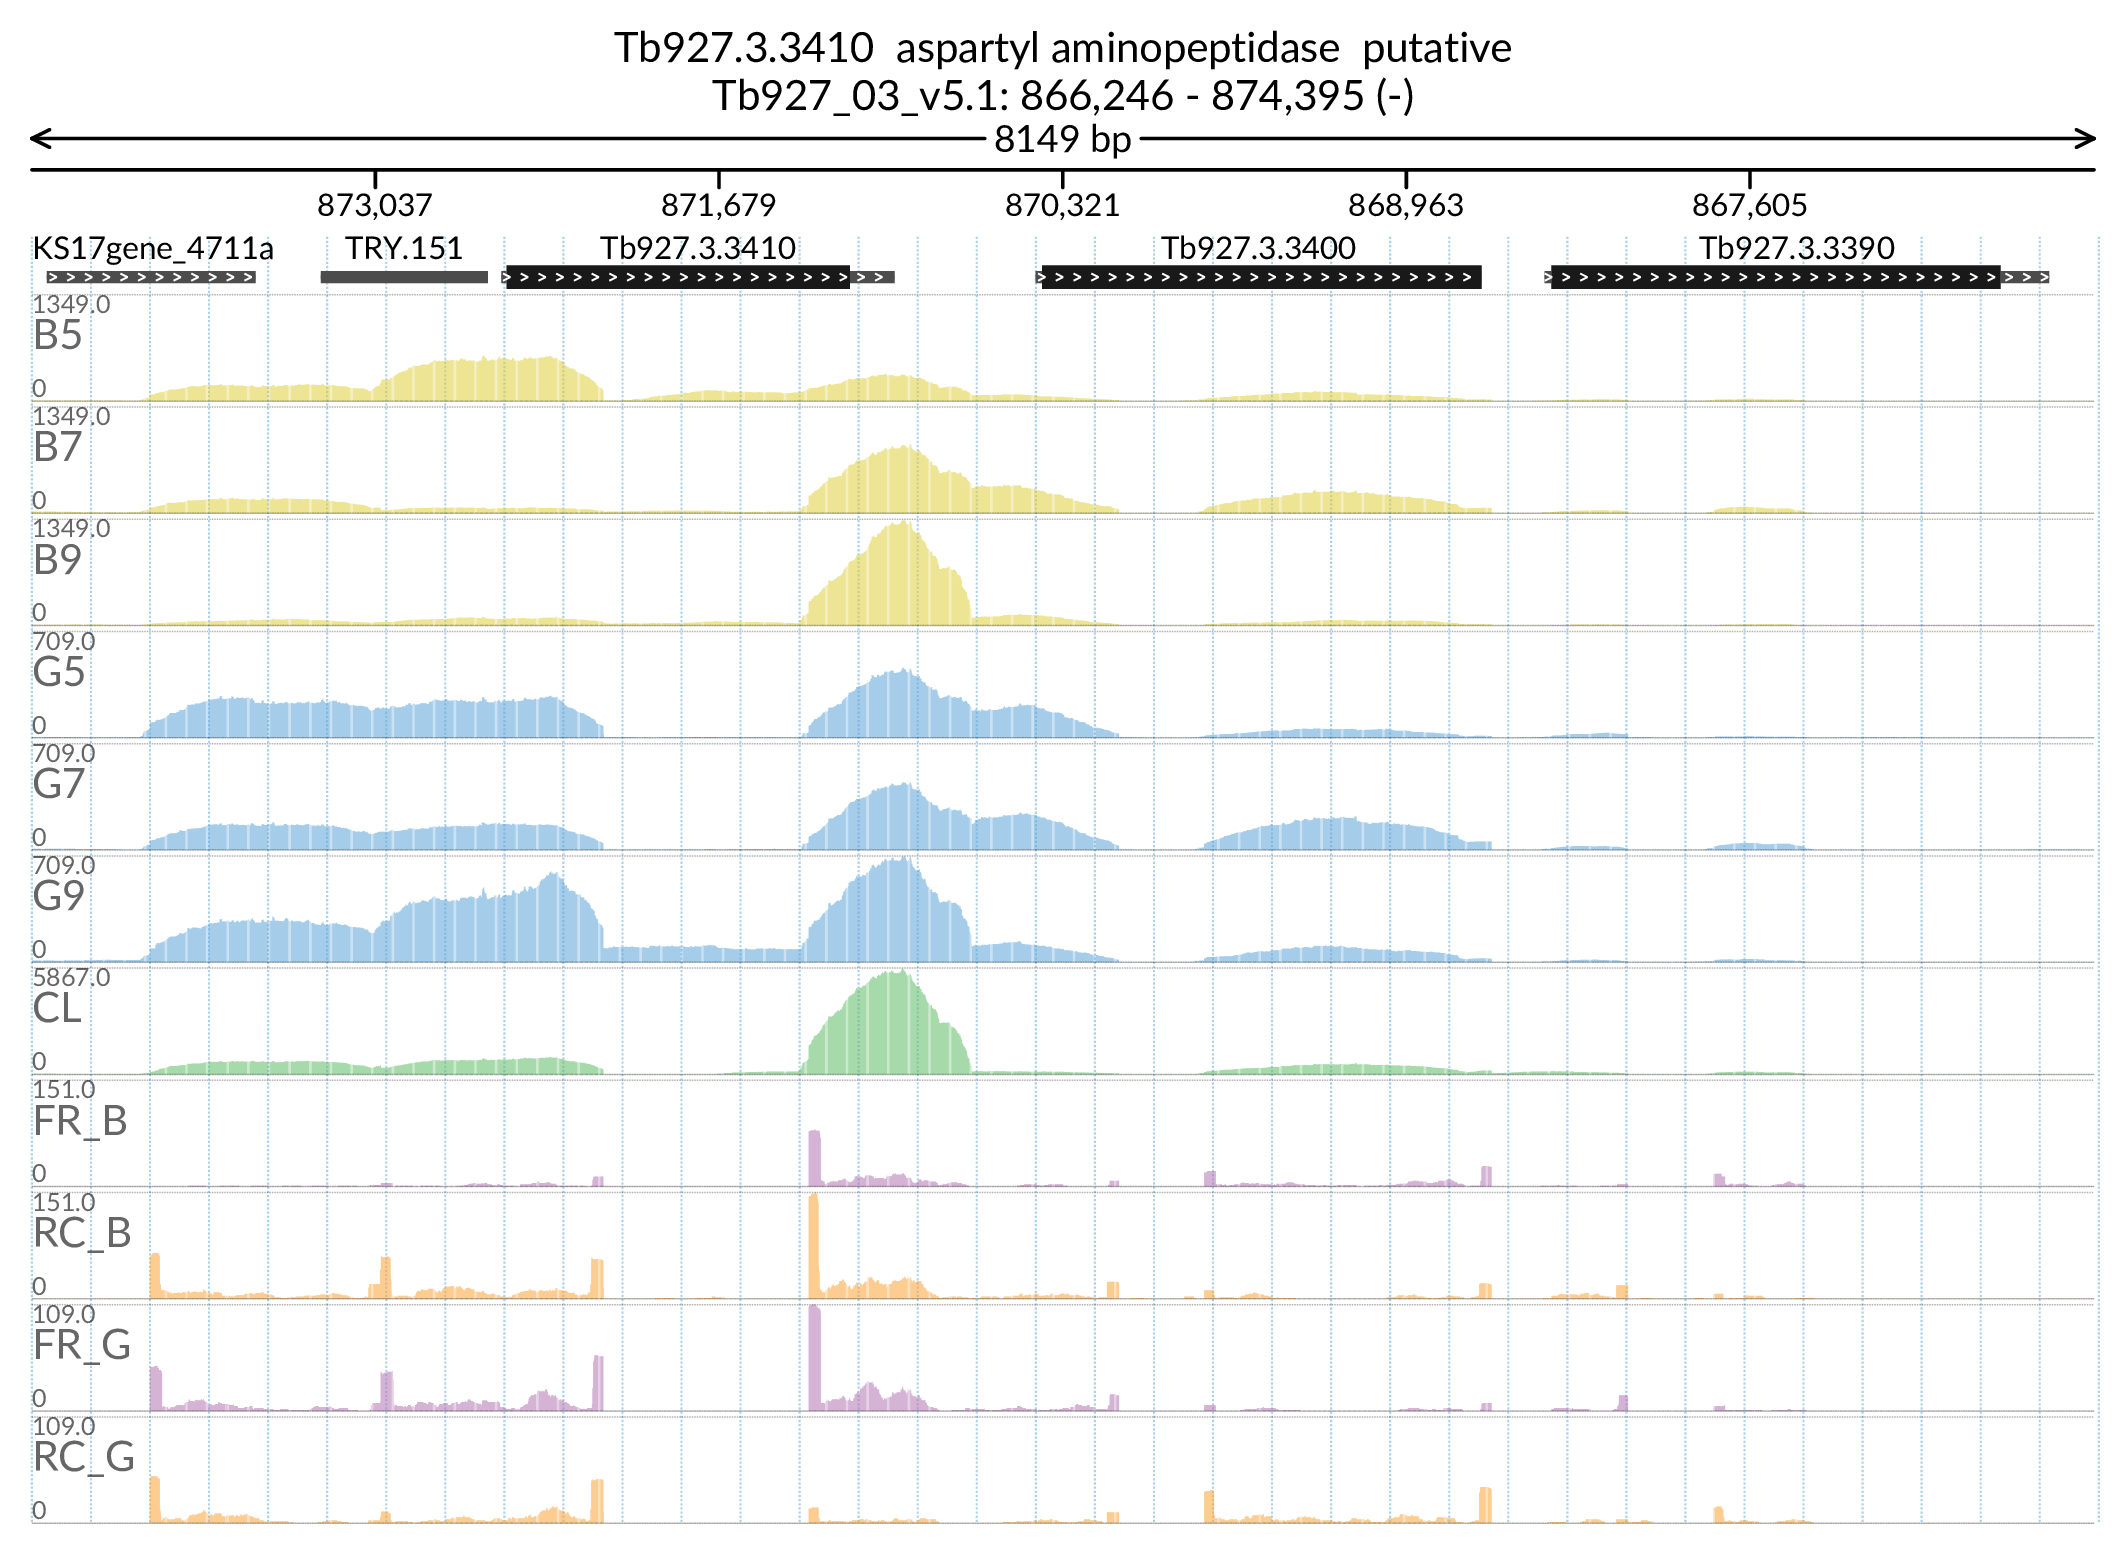 Tb927.3.3410 aspartyl aminopeptidase putative
Tb927_03_v5.1: 866,246 - 874,395 (-)
8149 bp
873,037 871,679 870,321 868,963 867,605
KS17gene_4711a TRY.151 Tb927.3.3410 Tb927.3.3400 Tb927.3.3390
1349.0
B5
0
1349.0
B7
0
1349.0
B9
0
709.0
G5
0
709.0
G7
0
709.0
G9
0
5867.0
CL
0
151.0
FR_B
0
151.0
RC_B
0
109.0
FR_G
0
109.0
RC_G
0